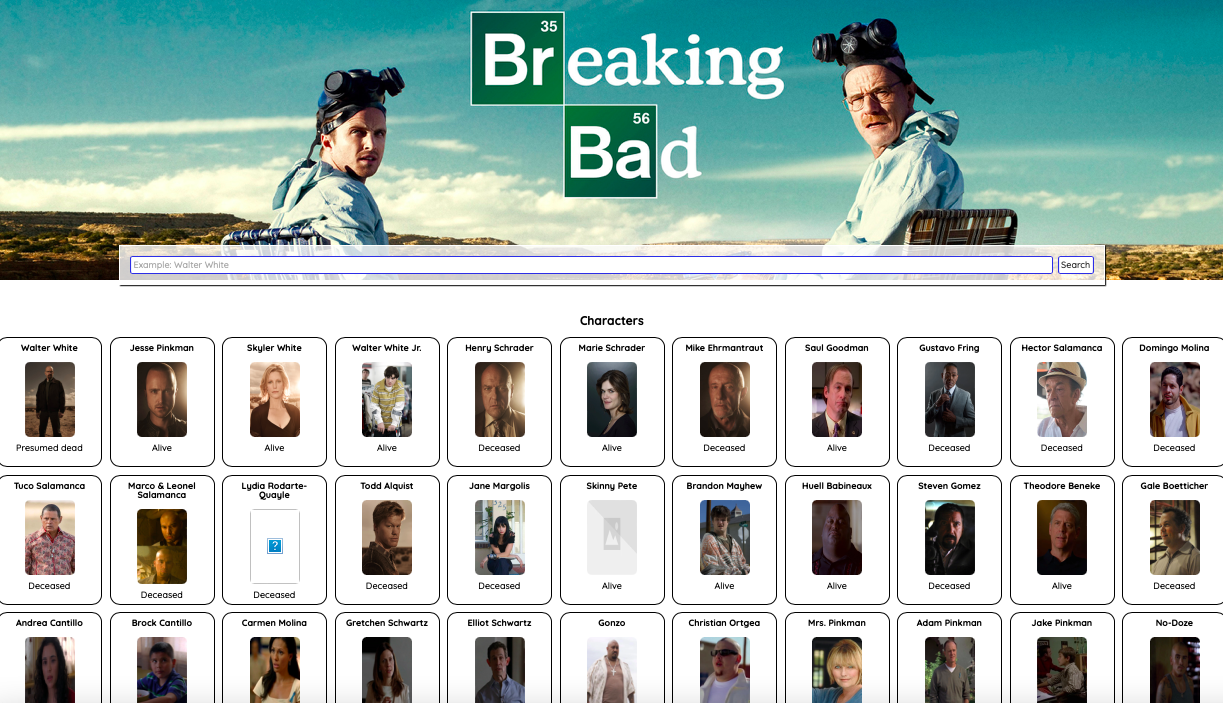 35
Breaking
56
Bad
Example: Walter White
Search
Characters
Walter White
Jesse Pinkman
Skyler White
Walter White Jr.
Henry Schrader
Marie Schrader
Mike Ehrmantraut
Saul Goodman
Gustavo Fring
Hector Salamanca
Domingo Molina
Presumed dead
Alive
Alive
Alive
Deceased
Alive
Deceased
Alive
Deceased
Deceased
Deceased
Tuco Salamanca
Marco & Leonel
Salamanca
Lydia Rodarte-
Quayle
Todd Alquist
Jane Margolis
Skinny Pete
Brandon Mayhew
Huell Babineaux
Steven Gomez
Theodore Beneke
Gale Boetticher
?
Deceased
Deceased
Deceased
Deceased
Deceased
Alive
Alive
Alive
Deceased
Alive
Deceased
Andrea Cantillo
Brock Cantillo
Carmen Molina
Gretchen Schwartz
Elliot Schwartz
Gonzo
Christian Ortgea
Mrs. Pinkman
Adam Pinkman
Jake Pinkman
No-Doze